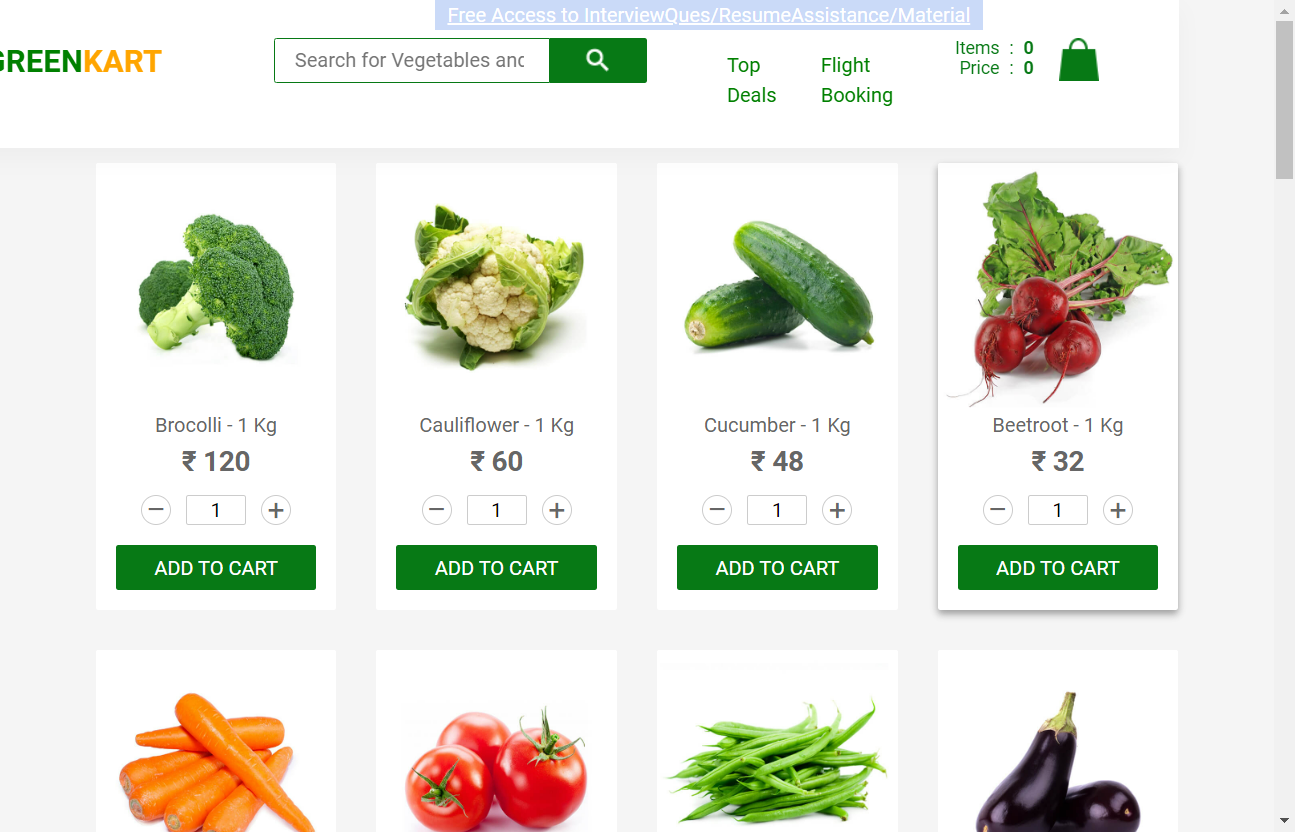 Free Access to InterviewQues/ResumeAssistance/Material
GREENKART
Search for Vegetables and
Top
Deals
Flight
Booking
Items : 0
Price : 0
Brocolli - 1 Kg
₹ 120
1
ADD TO CART
Cauliflower - 1 Kg
₹ 60
1
ADD TO CART
Cucumber - 1 Kg
₹ 48
1
ADD TO CART
Beetroot - 1 Kg
₹ 32
1
ADD TO CART